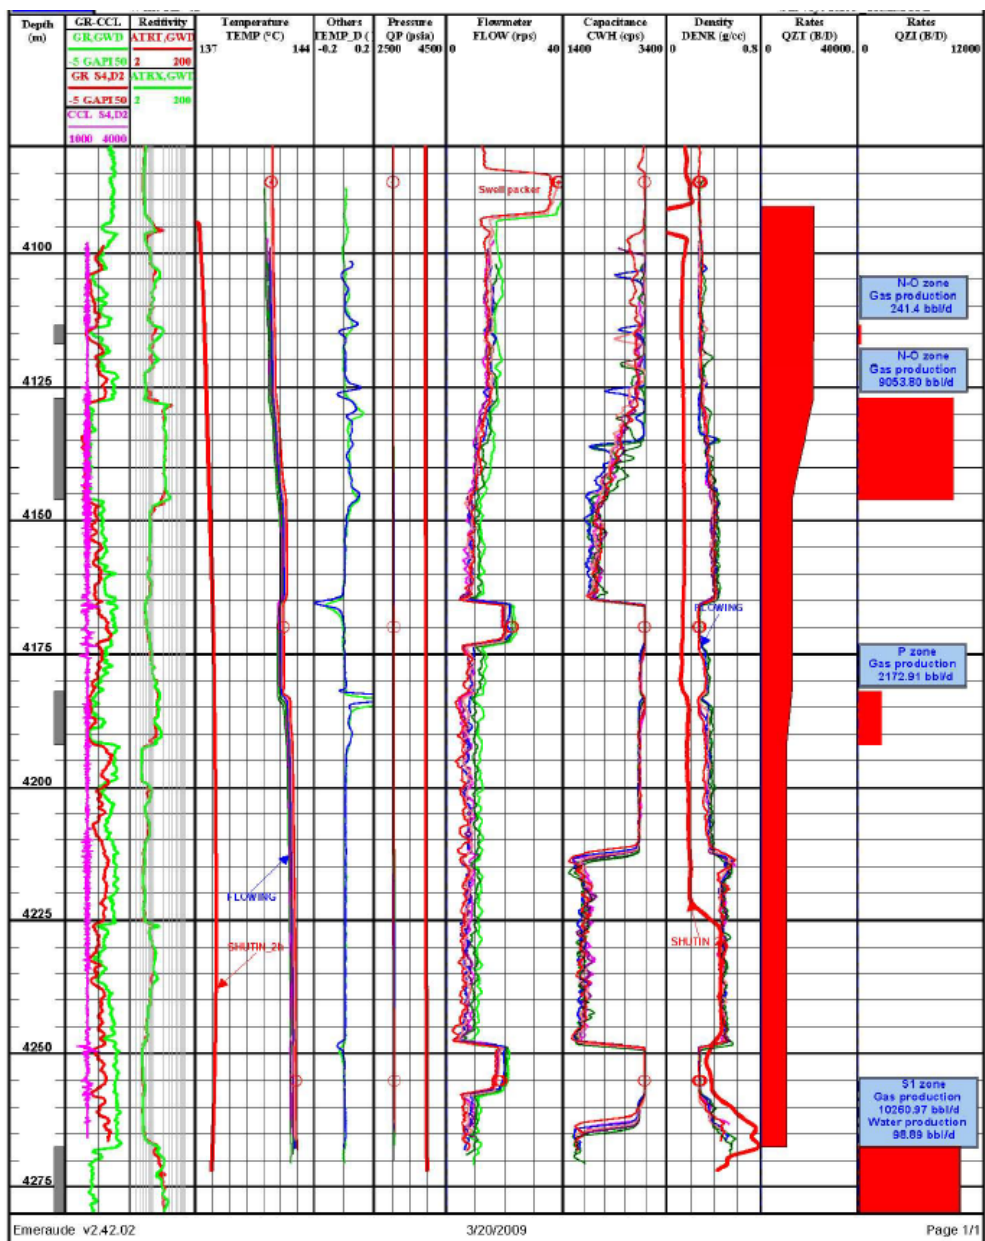 Depth
(m)
GR-CCL
GR,GWD
-5 GAPI 50
GR S4,D2
-5 GAPI 50
CCL S4,D2
1000 4000
Resitivity
ATRT,GWD
2 200
ATRX,GWD
2 200
Temperature
TEMP (°C)
137 144
Others
TEMP_D (
-0.2 0.2
Pressure
QP (psia)
2500 4500
Flowmeter
FLOW (rps)
0 40
Capacitance
CWH (cps)
1400 3400
Density
DENR (g/cc)
0 0.8
Rates
QZT (B/D)
0 40000.
Rates
QZI (B/D)
0 12000
Swell packer
4100
N-O zone
Gas production
241.4 bbl/d
N-O zone
Gas production
9053.80 bbl/d
4125
4150
FLOWING
4175
P zone
Gas production
2172.91 bbl/d
4200
FLOWING
4225
SHUTIN
SHUTIN_2h
4250
S1 zone
Gas production
10260.97 bbl/d
Water production
98.89 bbl/d
4275
Emeraude v2.42.02
3/20/2009
Page 1/1